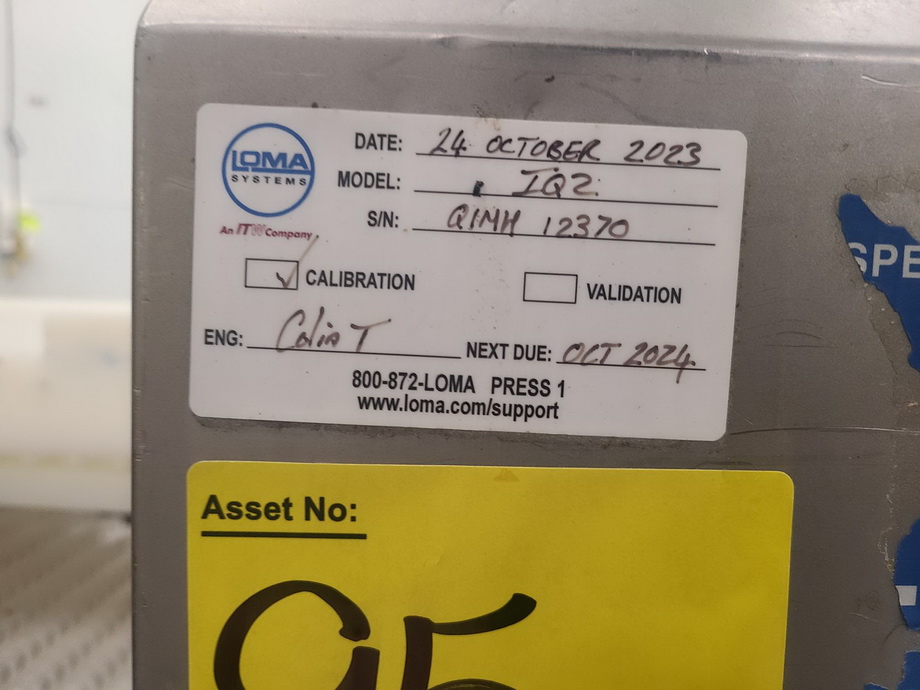 LOMA
SYSTEMS
An ITW Company
DATE: 24 OCTOBER 2023
MODEL: IQ2
S/N: QIMH 12370
CALIBRATION
VALIDATION
ENG: Colin T
NEXT DUE: OCT 2024
800-872-LOMA PRESS 1
www.loma.com/support
SPE
Asset No: